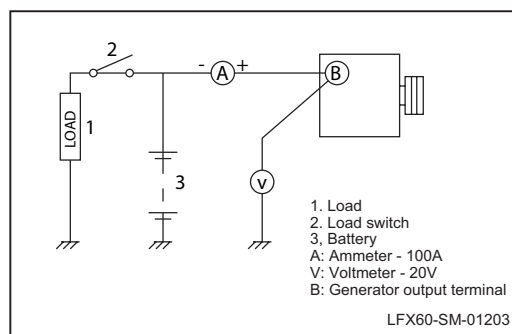 2
- A +
B
LOAD
1
3
v
1. Load
2. Load switch
3, Battery
A: Ammeter - 100A
V: Voltmeter - 20V
B: Generator output terminal
LFX60-SM-01203